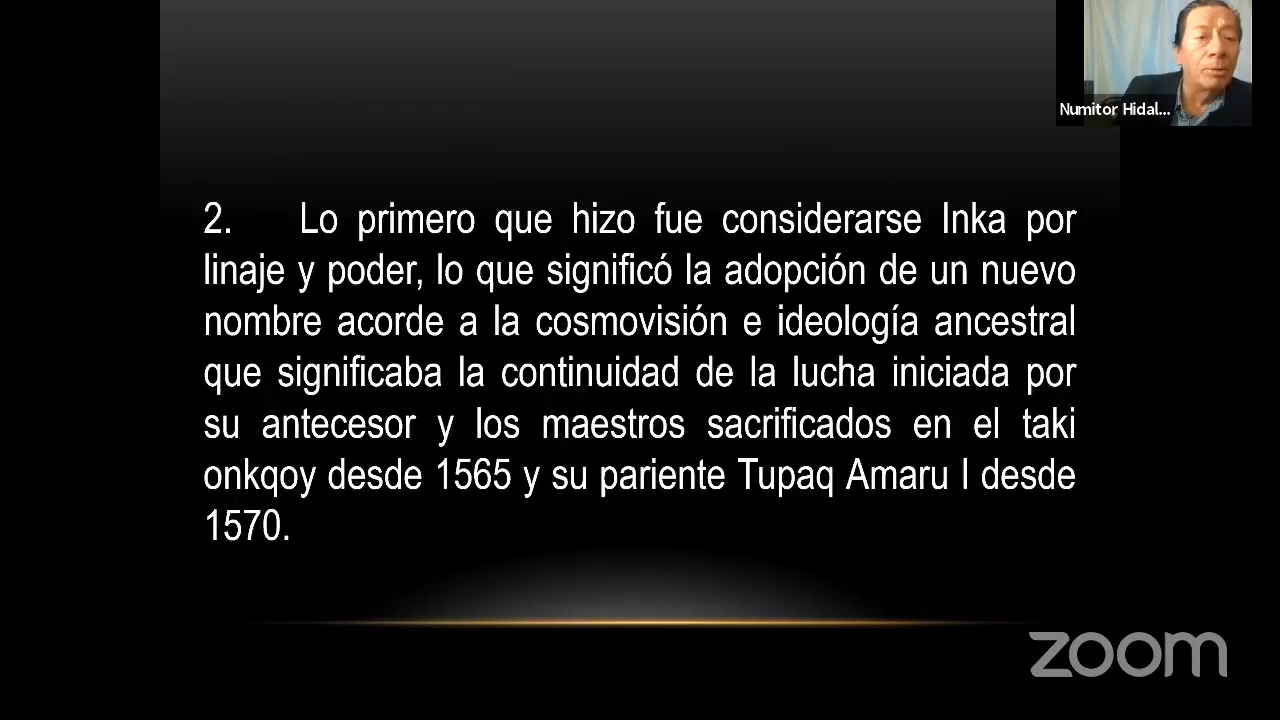 Numitor Hidal...
2. Lo primero que hizo fue considerarse Inka por
linaje y poder, lo que significó la adopción de un nuevo
nombre acorde a la cosmovisión e ideología ancestral
que significaba la continuidad de la lucha iniciada por
su antecesor y los maestros sacrificados en el taki
onkqoy desde 1565 y su pariente Tupaq Amaru I desde
1570.
zoom